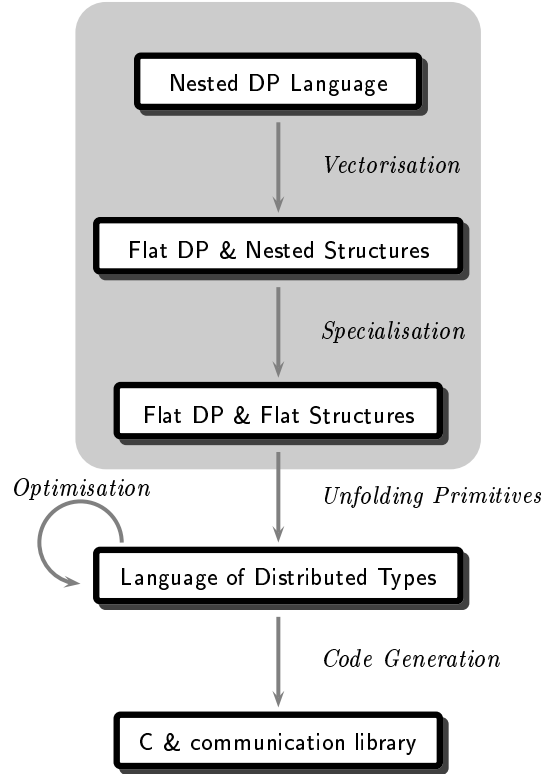 Nested DP Language
Vectorisation
Flat DP & Nested Structures
Specialisation
Flat DP & Flat Structures
Optimisation
Unfolding Primitives
Language of Distributed Types
Code Generation
C & communication library